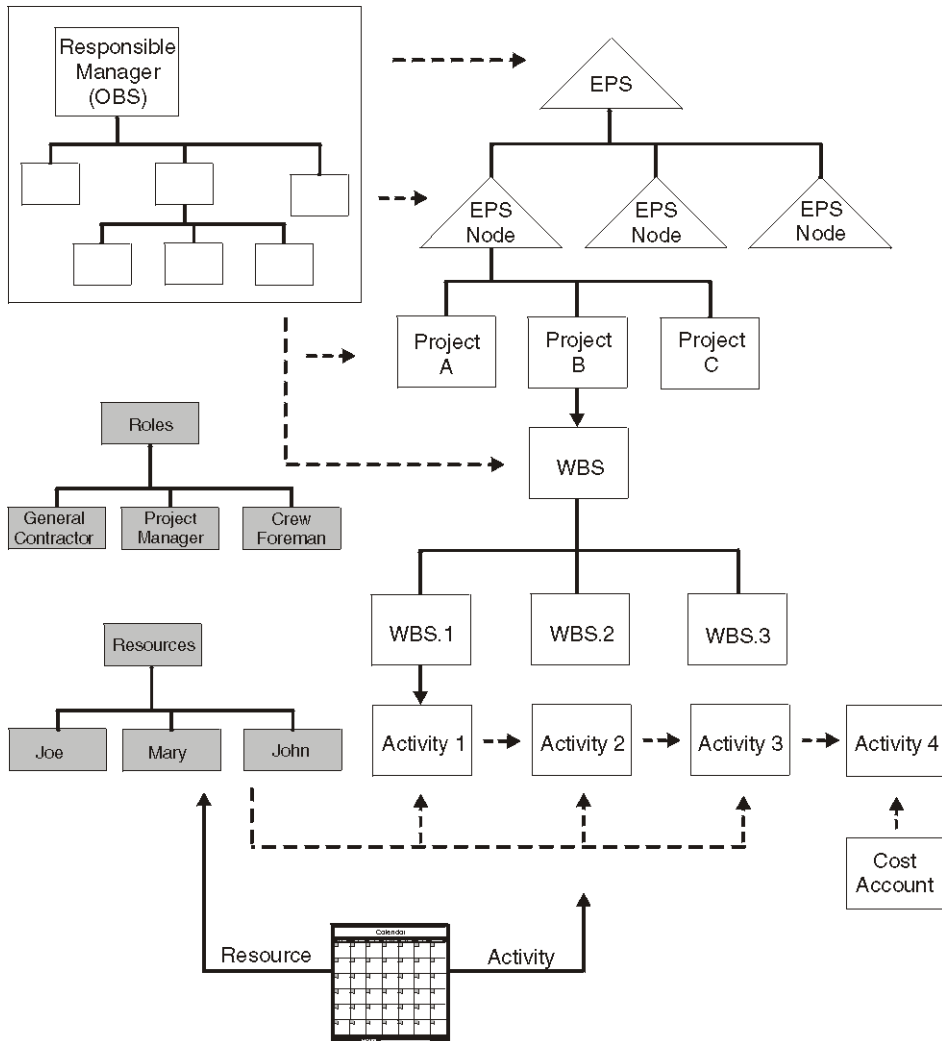 Responsible
Manager
(OBS)
EPS
EPS
Node
EPS
Node
EPS
Node
Project
A
Project
B
Project
C
Roles
General
Contractor
Project
Manager
Crew
Foreman
WBS
WBS.1
WBS.2
WBS.3
Resources
Joe
Mary
John
Activity 1
Activity 2
Activity 3
Activity 4
Cost
Account
Resource
Calendar
Activity